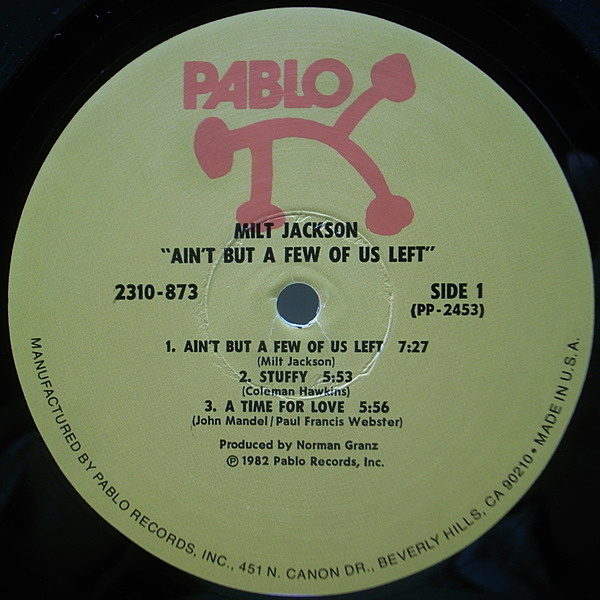 PABLO
MILT JACKSON
"AIN'T BUT A FEW OF US LEFT"
2310-873
SIDE 1
(PP-2453)
1. AIN'T BUT A FEW OF US LEFT 7:27
(Milt Jackson)
2. STUFFY 5:53
(Coleman Hawkins)
3. A TIME FOR LOVE 5:56
(John Mandel/Paul Francis Webster)
Produced by Norman Granz
℗ 1982 Pablo Records, Inc.
MANUFACTURED BY PABLO RECORDS, INC., 451 N. CANON DR., BEVERLY HILLS, CA 90210 • MADE IN U.S.A.